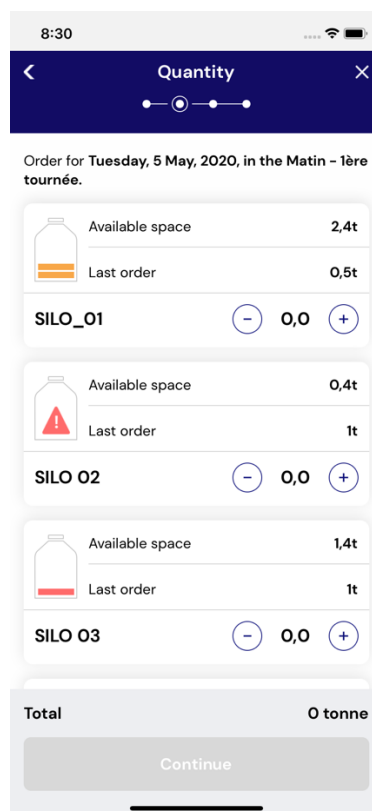 8:30
Quantity
Order for Tuesday, 5 May, 2020, in the Matin - 1ère
tournée.
Available space 2,4t
Last order 0,5t
SILO_01 - 0,0 +
Available space 0,4t
! Last order 1t
SILO 02 - 0,0 +
Available space 1,4t
Last order 1t
SILO 03 - 0,0 +
Total 0 tonne
Continue